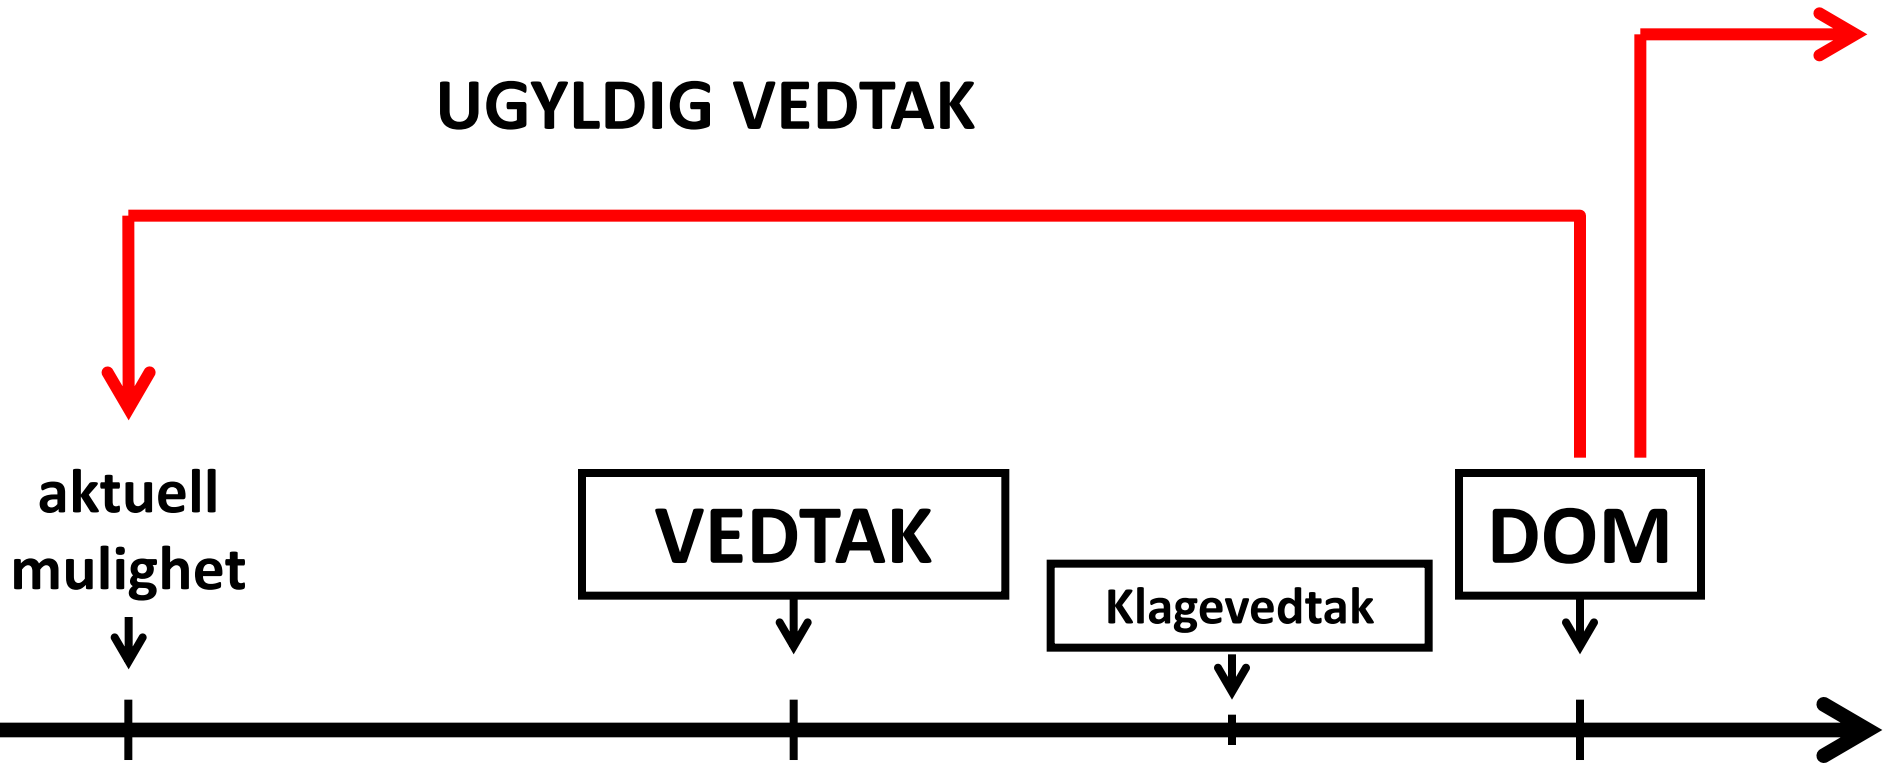 UGYLDIG VEDTAK
aktuell
mulighet
VEDTAK
Klagevedtak
DOM